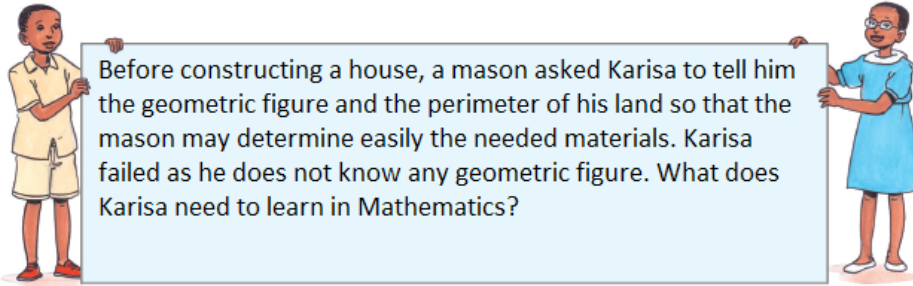 Before constructing a house, a mason asked Karisa to tell him
the geometric figure and the perimeter of his land so that the
mason may determine easily the needed materials. Karisa
failed as he does not know any geometric figure. What does
Karisa need to learn in Mathematics?